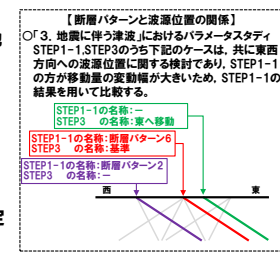 【断層パターンと波源位置の関係】
〇「3．地震に伴う津波」におけるパラメータスタディ
STEP1-1,STEP3のうち下記のケースは，共に東西
方向への波源位置に関する検討であり，STEP1-1
の方が移動量の変動幅が大きいため，STEP1-1の
結果を用いて比較する。
STEP1-1の名称：－
STEP3　の名称：東へ移動
STEP1-1の名称：断層パターン6
STEP3　の名称：基準
STEP1-1の名称：断層パターン2
STEP3　の名称：－
西　東